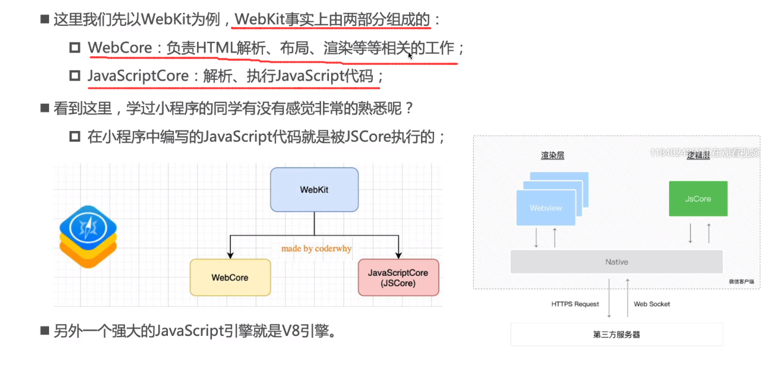 这里我们先以WebKit为例，WebKit事实上由两部分组成的：
WebCore：负责HTML解析、布局、渲染等等相关的工作；
JavaScriptCore：解析、执行JavaScript代码；
看到这里，学过小程序的同学有没有感觉非常的熟悉呢？
在小程序中编写的JavaScript代码就是被JSCore执行的；
WebKit
made by coderwhy
WebCore
JavaScriptCore
(JSCore)
渲染层
逻辑层
正在观看视频
Webview
JsCore
Native
微信客户端
HTTPS Request
Web Socket
第三方服务器
另外一个强大的JavaScript引擎就是V8引擎。